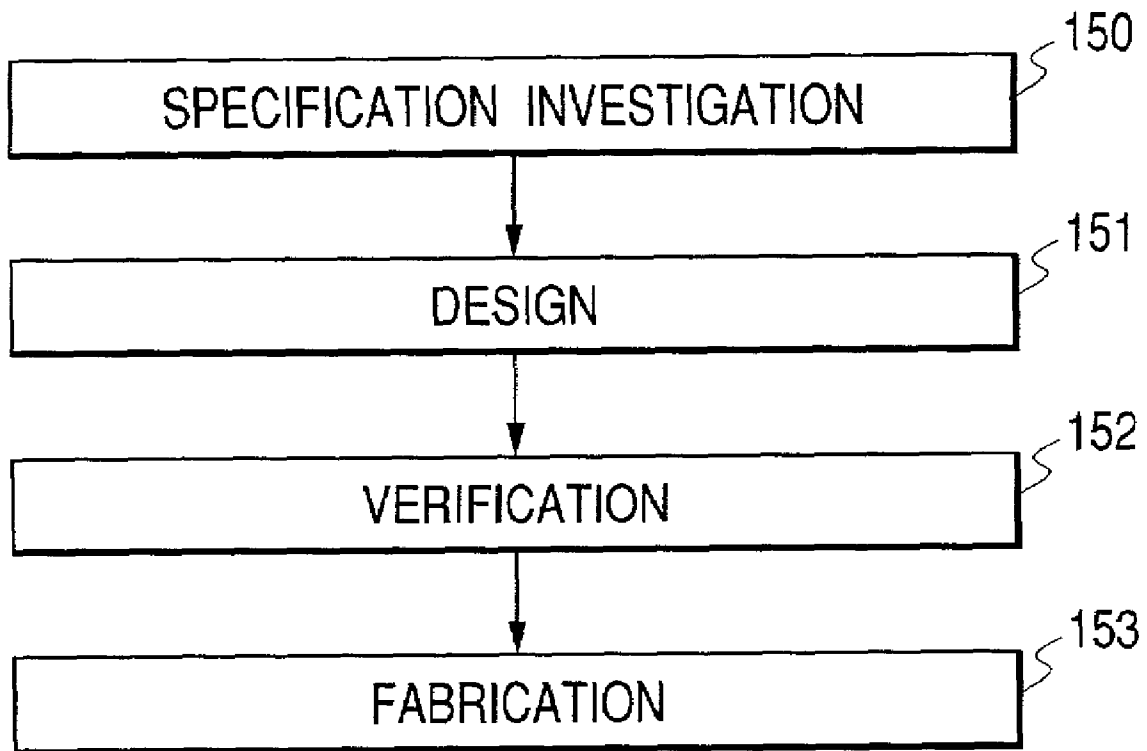 150
SPECIFICATION INVESTIGATION
151
DESIGN
152
VERIFICATION
153
FABRICATION